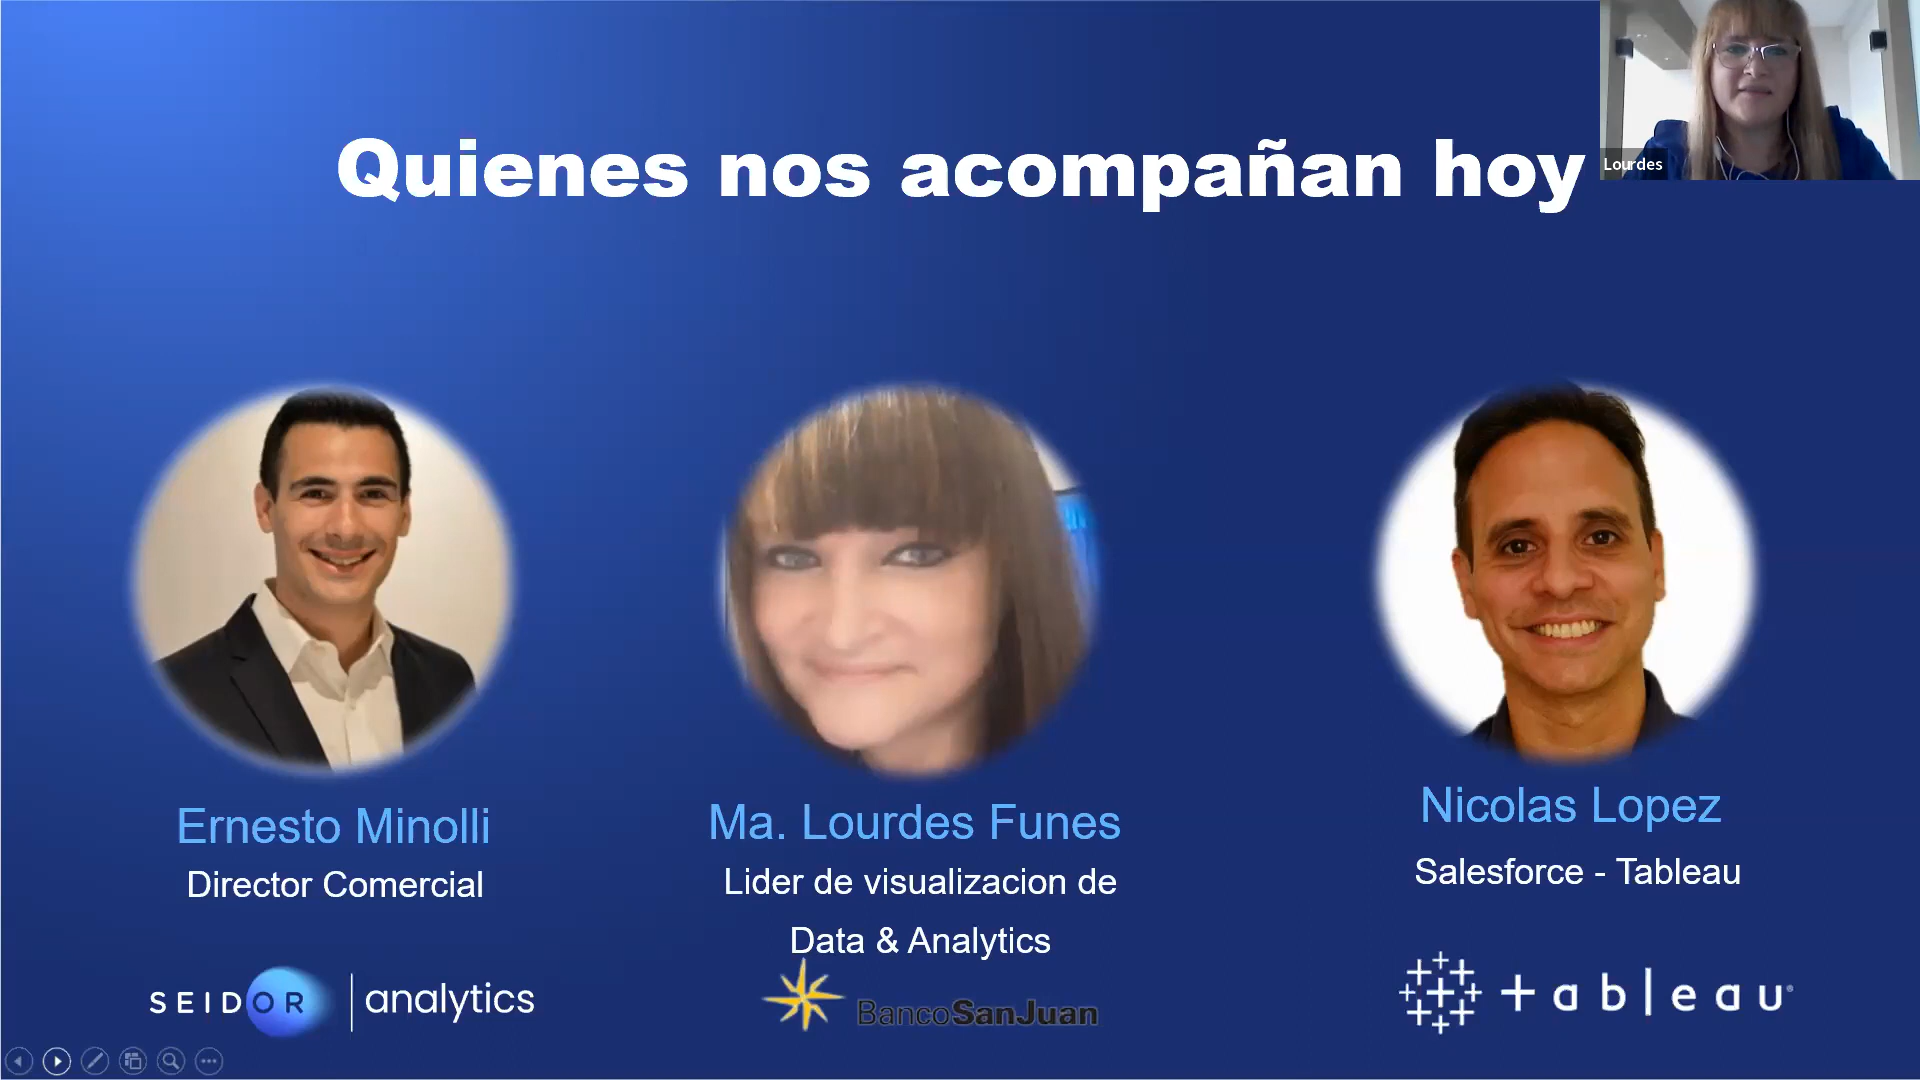 Quienes nos acompañan hoy
Lourdes
Ernesto Minolli
Director Comercial
SEIDOR | analytics
Ma. Lourdes Funes
Lider de visualizacion de
Data & Analytics
BancoSanJuan
Nicolas Lopez
Salesforce - Tableau
+ableau